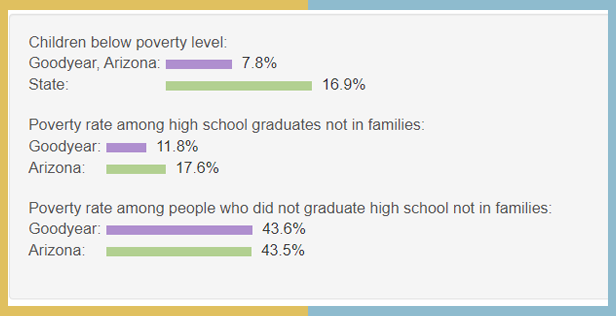 Children below poverty level:
Goodyear, Arizona: 7.8%
State: 16.9%
Poverty rate among high school graduates not in families:
Goodyear: 11.8%
Arizona: 17.6%
Poverty rate among people who did not graduate high school not in families:
Goodyear: 43.6%
Arizona: 43.5%